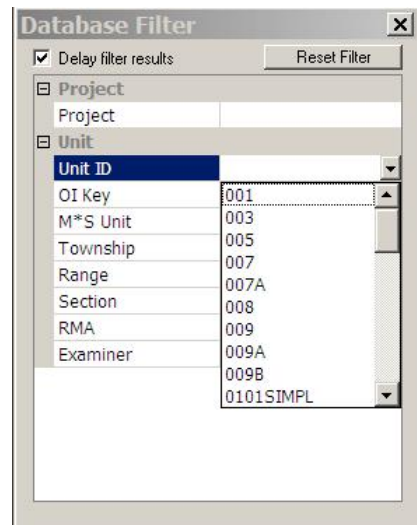 Database Filter
Delay filter results Reset Filter
Project
Project
Unit
Unit ID
OI Key 001
M*S Unit 003
Township 005
Range 007
Section 007A
RMA 008
Examiner 009
009A
009B
0101SIMPL